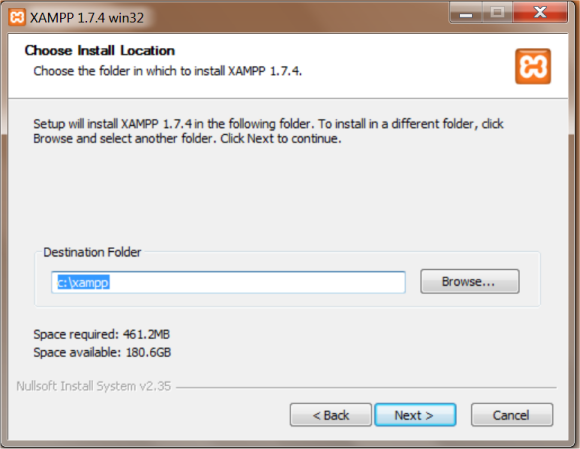 XAMPP 1.7.4 win32
Choose Install Location
Choose the folder in which to install XAMPP 1.7.4.
Setup will install XAMPP 1.7.4 in the following folder. To install in a different folder, click
Browse and select another folder. Click Next to continue.
Destination Folder
c:\xampp
Browse...
Space required: 461.2MB
Space available: 180.6GB
Nullsoft Install System v2.35
< Back
Next >
Cancel